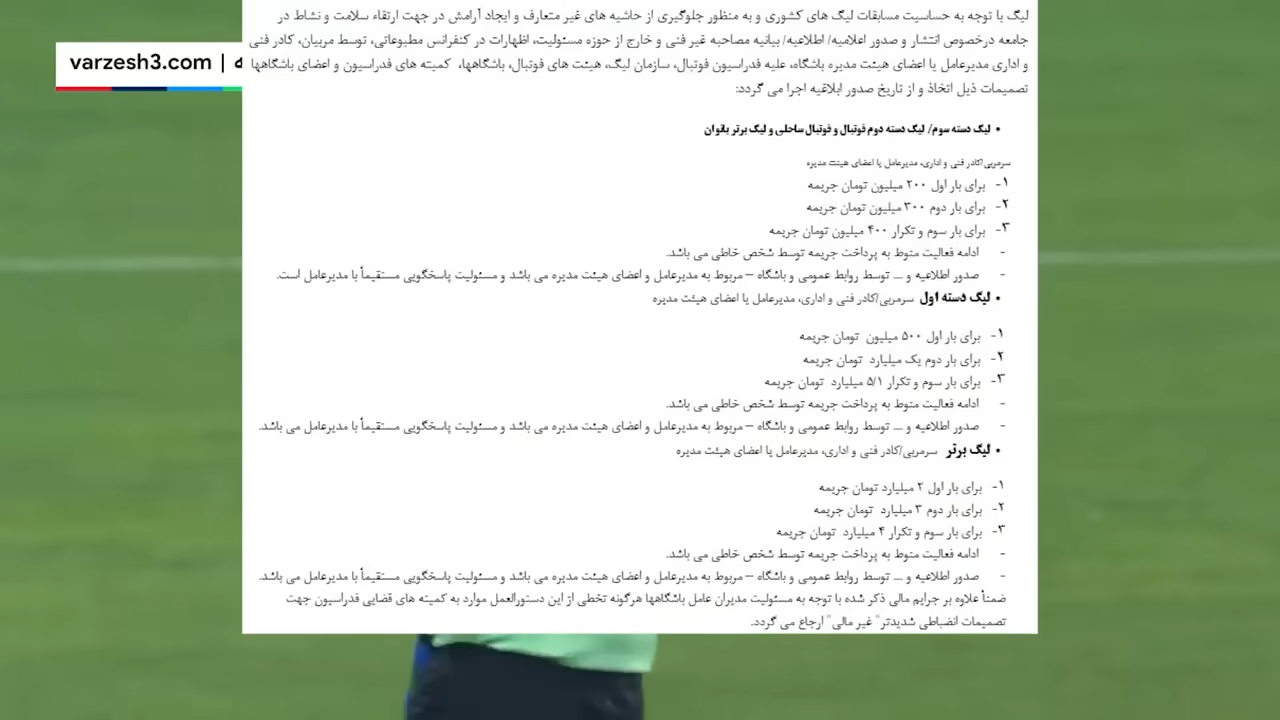 varzesh3.com | ه
لیگ با توجه به حساسیت مسابقات لیگ های کشوری و به منظور جلوگیری از حاشیه های غیر متعارف و ایجاد آرامش در جهت ارتقاء سلامت و نشاط در
جامعه درخصوص انتشار و صدور اعلامیه/ اطلاعیه/ بیانیه مصاحبه غیر فنی و خارج از حوزه مسئولیت، اظهارات در کنفرانس مطبوعاتی، توسط مربیان، کادر فنی
و اداری مدیرعامل یا اعضای هیئت مدیره باشگاه، علیه فدراسیون فوتبال، سازمان لیگ، هیئت های فوتبال، باشگاهها، کمیته های فدراسیون و اعضای باشگاهها
تصمیمات ذیل اتخاذ و از تاریخ صدور ابلاغیه اجرا می گردد:
• لیگ دسته سوم/ لیگ دسته دوم فوتبال و فوتبال ساحلی و لیگ برتر بانوان
سرمربی/کادر فنی و اداری، مدیرعامل یا اعضای هیئت مدیره
۱- برای بار اول ۲۰۰ میلیون تومان جریمه
۲- برای بار دوم ۳۰۰ میلیون تومان جریمه
۳- برای بار سوم و تکرار ۴۰۰ میلیون تومان جریمه
- ادامه فعالیت منوط به پرداخت جریمه توسط شخص خاطی می باشد.
- صدور اطلاعیه و ... توسط روابط عمومی و باشگاه – مربوط به مدیرعامل و اعضای هیئت مدیره می باشد و مسئولیت پاسخگویی مستقیماً با مدیرعامل است.
• لیگ دسته اول سرمربی/کادر فنی و اداری، مدیرعامل یا اعضای هیئت مدیره
۱- برای بار اول ۵۰۰ میلیون تومان جریمه
۲- برای بار دوم یک میلیارد تومان جریمه
۳- برای بار سوم و تکرار ۵/۱ میلیارد تومان جریمه
- ادامه فعالیت منوط به پرداخت جریمه توسط شخص خاطی می باشد.
- صدور اطلاعیه و ... توسط روابط عمومی و باشگاه – مربوط به مدیرعامل و اعضای هیئت مدیره می باشد و مسئولیت پاسخگویی مستقیماً با مدیرعامل می باشد.
• لیگ برتر سرمربی/کادر فنی و اداری، مدیرعامل یا اعضای هیئت مدیره
۱- برای بار اول ۲ میلیارد تومان جریمه
۲- برای بار دوم ۳ میلیارد تومان جریمه
۳- برای بار سوم و تکرار ۴ میلیارد تومان جریمه
- ادامه فعالیت منوط به پرداخت جریمه توسط شخص خاطی می باشد.
- صدور اطلاعیه و ... توسط روابط عمومی و باشگاه – مربوط به مدیرعامل و اعضای هیئت مدیره می باشد و مسئولیت پاسخگویی مستقیماً با مدیرعامل می باشد.
ضمناً علاوه بر جرایم مالی ذکر شده با توجه به مسئولیت مدیران عامل باشگاهها هرگونه تخطی از این دستورالعمل موارد به کمیته های قضایی فدراسیون جهت
تصمیمات انضباطی شدیدتر" غیر مالی" ارجاع می گردد.